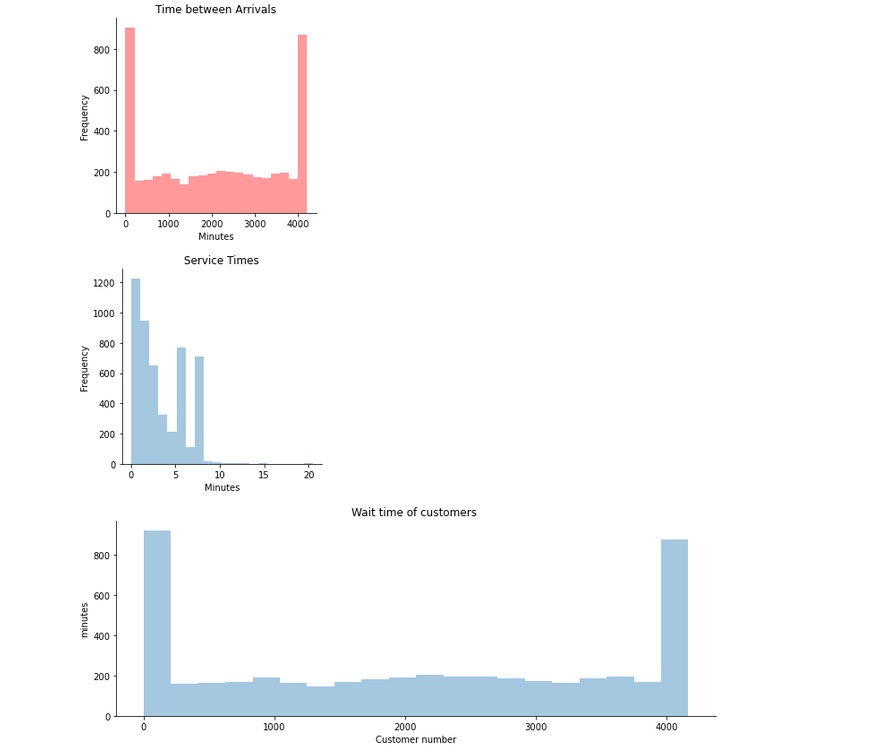 Time between Arrivals
800
600
400
200
0
Frequency
0 1000 2000 3000 4000
Minutes
Service Times
1200
1000
800
600
400
200
0
Frequency
0 5 10 15 20
Minutes
Wait time of customers
800
600
400
200
0
minutes
0 1000 2000 3000 4000
Customer number